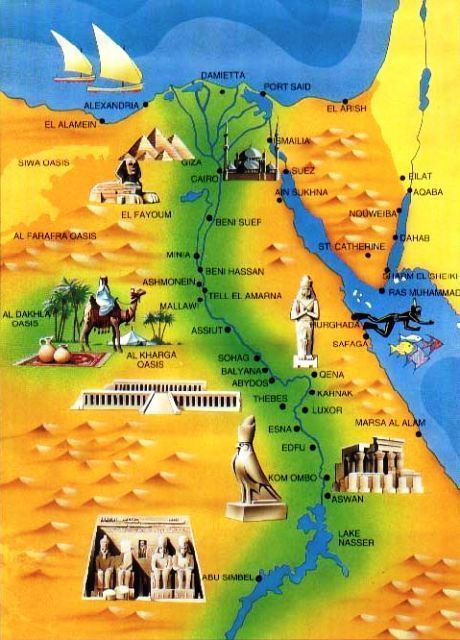 DAMIETTA
PORT SAID
ALEXANDRIA
EL ARISH
EL ALAMEIN
ISMAILIA
SIWA OASIS
GIZA
CAIRO
SUEZ
EILAT
AQABA
AIN SUKHNA
EL FAYOUM
NOUWEIBA
BENI SUEF
AL FARAFRA OASIS
DAHAB
ST. CATHERINE
MINIA
BENI HASSAN
SHARM EL SHEIKH
ASHMONEIN
RAS MUHAMMAD
TELL EL AMARNA
MALLAWI
AL DAKHLA
OASIS
HURGHADA
ASSIUT
SAFAGA
AL KHARGA
OASIS
SOHAG
BALYANA
QENA
ABYDOS
KAHNAK
THEBES
LUXOR
MARSA AL ALAM
ESNA
EDFU
KOM OMBO
ASWAN
LAKE
NASSER
ABU SIMBEL